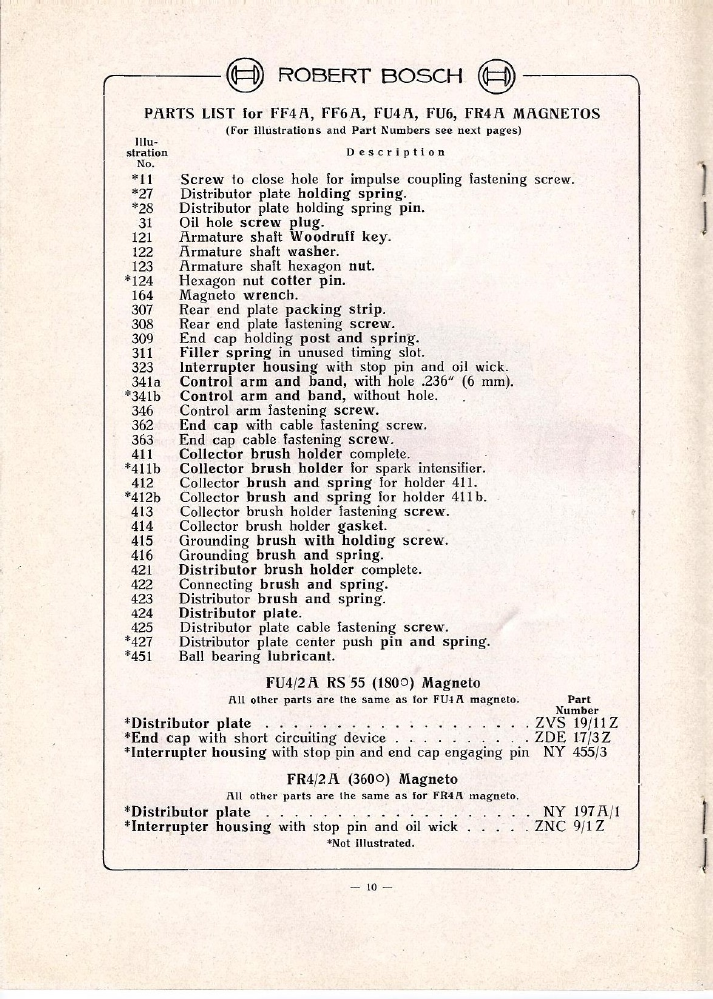 ROBERT BOSCH
PARTS LIST for FF4A, FF6A, FU4A, FU6, FR4A MAGNETOS
(For illustrations and Part Numbers see next pages)
Illu-
stration Description
No.
*11 Screw to close hole for impulse coupling fastening screw.
*27 Distributor plate holding spring.
*28 Distributor plate holding spring pin.
31 Oil hole screw plug.
121 Armature shaft Woodruff key.
122 Armature shaft washer.
123 Armature shaft hexagon nut.
*124 Hexagon nut cotter pin.
164 Magneto wrench.
307 Rear end plate packing strip.
308 Rear end plate fastening screw.
309 End cap holding post and spring.
311 Filler spring in unused timing slot.
323 Interrupter housing with stop pin and oil wick.
341a Control arm and band, with hole .236" (6 mm).
*341b Control arm and band, without hole.
346 Control arm fastening screw.
362 End cap with cable fastening screw.
363 End cap cable fastening screw.
411 Collector brush holder complete.
*411b Collector brush holder for spark intensifier.
412 Collector brush and spring for holder 411.
*412b Collector brush and spring for holder 411b.
413 Collector brush holder fastening screw.
414 Collector brush holder gasket.
415 Grounding brush with holding screw.
416 Grounding brush and spring.
421 Distributor brush holder complete.
422 Connecting brush and spring.
423 Distributor brush and spring.
424 Distributor plate.
425 Distributor plate cable fastening screw.
*427 Distributor plate center push pin and spring.
*451 Ball bearing lubricant.
FU4/2A RS 55 (180°) Magneto
All other parts are the same as for FU4A magneto. Part
Number
*Distributor plate . . . . . . . . . . . . . . . . . . . ZVS 19/11Z
*End cap with short circuiting device . . . . . . . . . . ZDE 17/3Z
*Interrupter housing with stop pin and end cap engaging pin NY 455/3
FR4/2A (360°) Magneto
All other parts are the same as for FR4A magneto.
*Distributor plate . . . . . . . . . . . . . . . . . . . NY 197A/1
*Interrupter housing with stop pin and oil wick . . . . . ZNC 9/1Z
*Not illustrated.
— 10 —